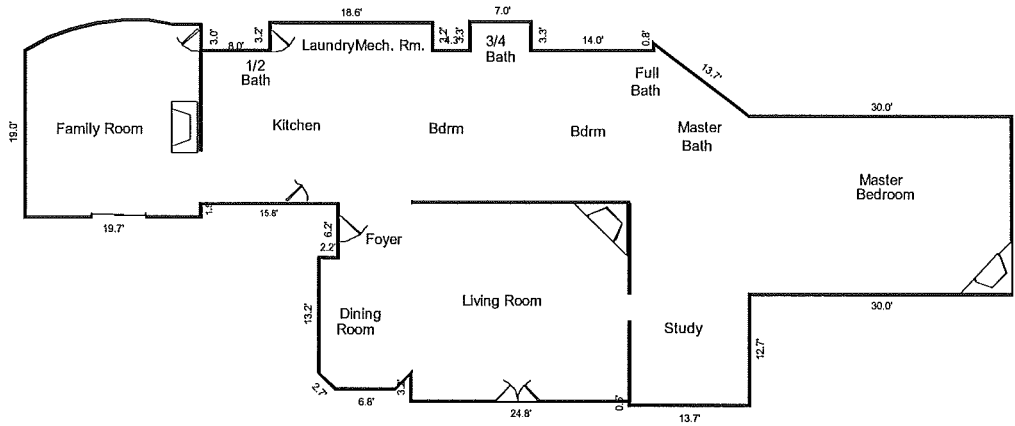 18.6'
7.0'
3.0'
8.0'
3.2'
LaundryMech. Rm.
3.3'
3/4
Bath
3.3'
14.0'
0.8'
13.7'
1/2
Bath
Full
Bath
30.0'
19.0'
Family Room
Kitchen
Bdrm
Bdrm
Master
Bath
Master
Bedroom
15.8'
19.7'
6.2'
2.2'
Foyer
Living Room
13.2'
Dining
Room
Study
30.0'
12.7'
2.7'
6.8'
24.8'
13.7'